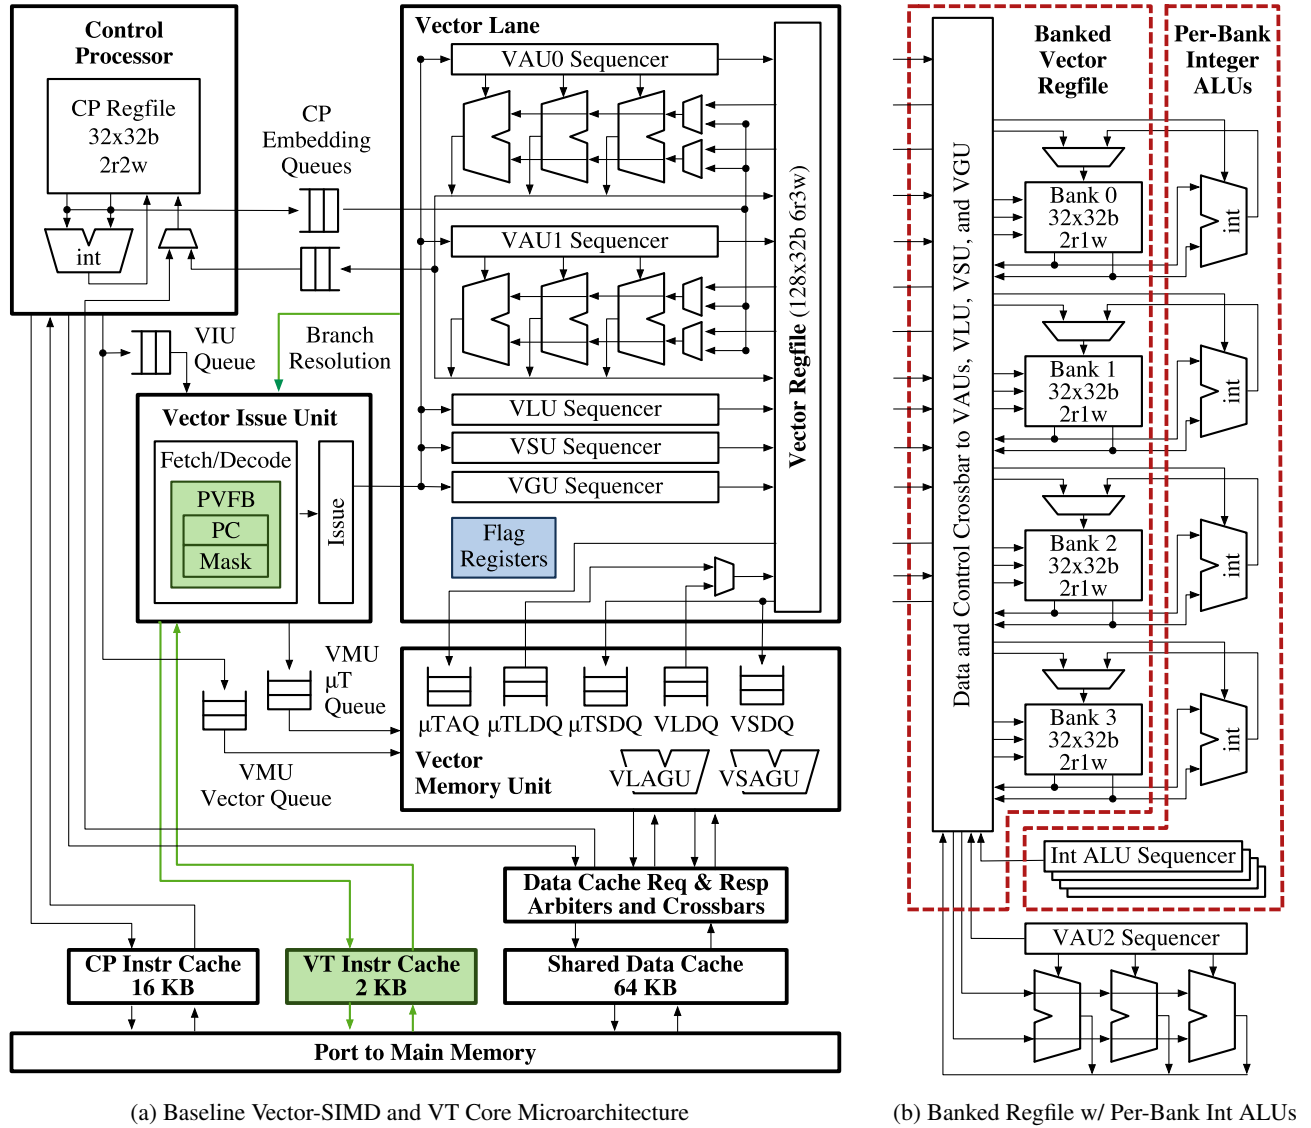 Control
Processor
CP Regfile
32x32b
2r2w
int
CP
Embedding
Queues
VIU
Queue
Branch
Resolution
Vector Issue Unit
Fetch/Decode
PVFB
PC
Mask
Issue
Vector Lane
VAU0 Sequencer
VAU1 Sequencer
VLU Sequencer
VSU Sequencer
VGU Sequencer
Flag
Registers
Vector Regfile (128x32b 6r3w)
VMU
μT
Queue
VMU
Vector Queue
μTAQ
μTLDQ
μTSDQ
VLDQ
VSDQ
Vector
Memory Unit
VLAGU
VSAGU
Data Cache Req & Resp
Arbiters and Crossbars
CP Instr Cache
16 KB
VT Instr Cache
2 KB
Shared Data Cache
64 KB
Port to Main Memory
(a) Baseline Vector-SIMD and VT Core Microarchitecture
Data and Control Crossbar to VAUs, VLU, VSU, and VGU
Banked
Vector
Regfile
Per-Bank
Integer
ALUs
Bank 0
32x32b
2r1w
int
Bank 1
32x32b
2r1w
int
Bank 2
32x32b
2r1w
int
Bank 3
32x32b
2r1w
int
Int ALU Sequencer
VAU2 Sequencer
(b) Banked Regfile w/ Per-Bank Int ALUs